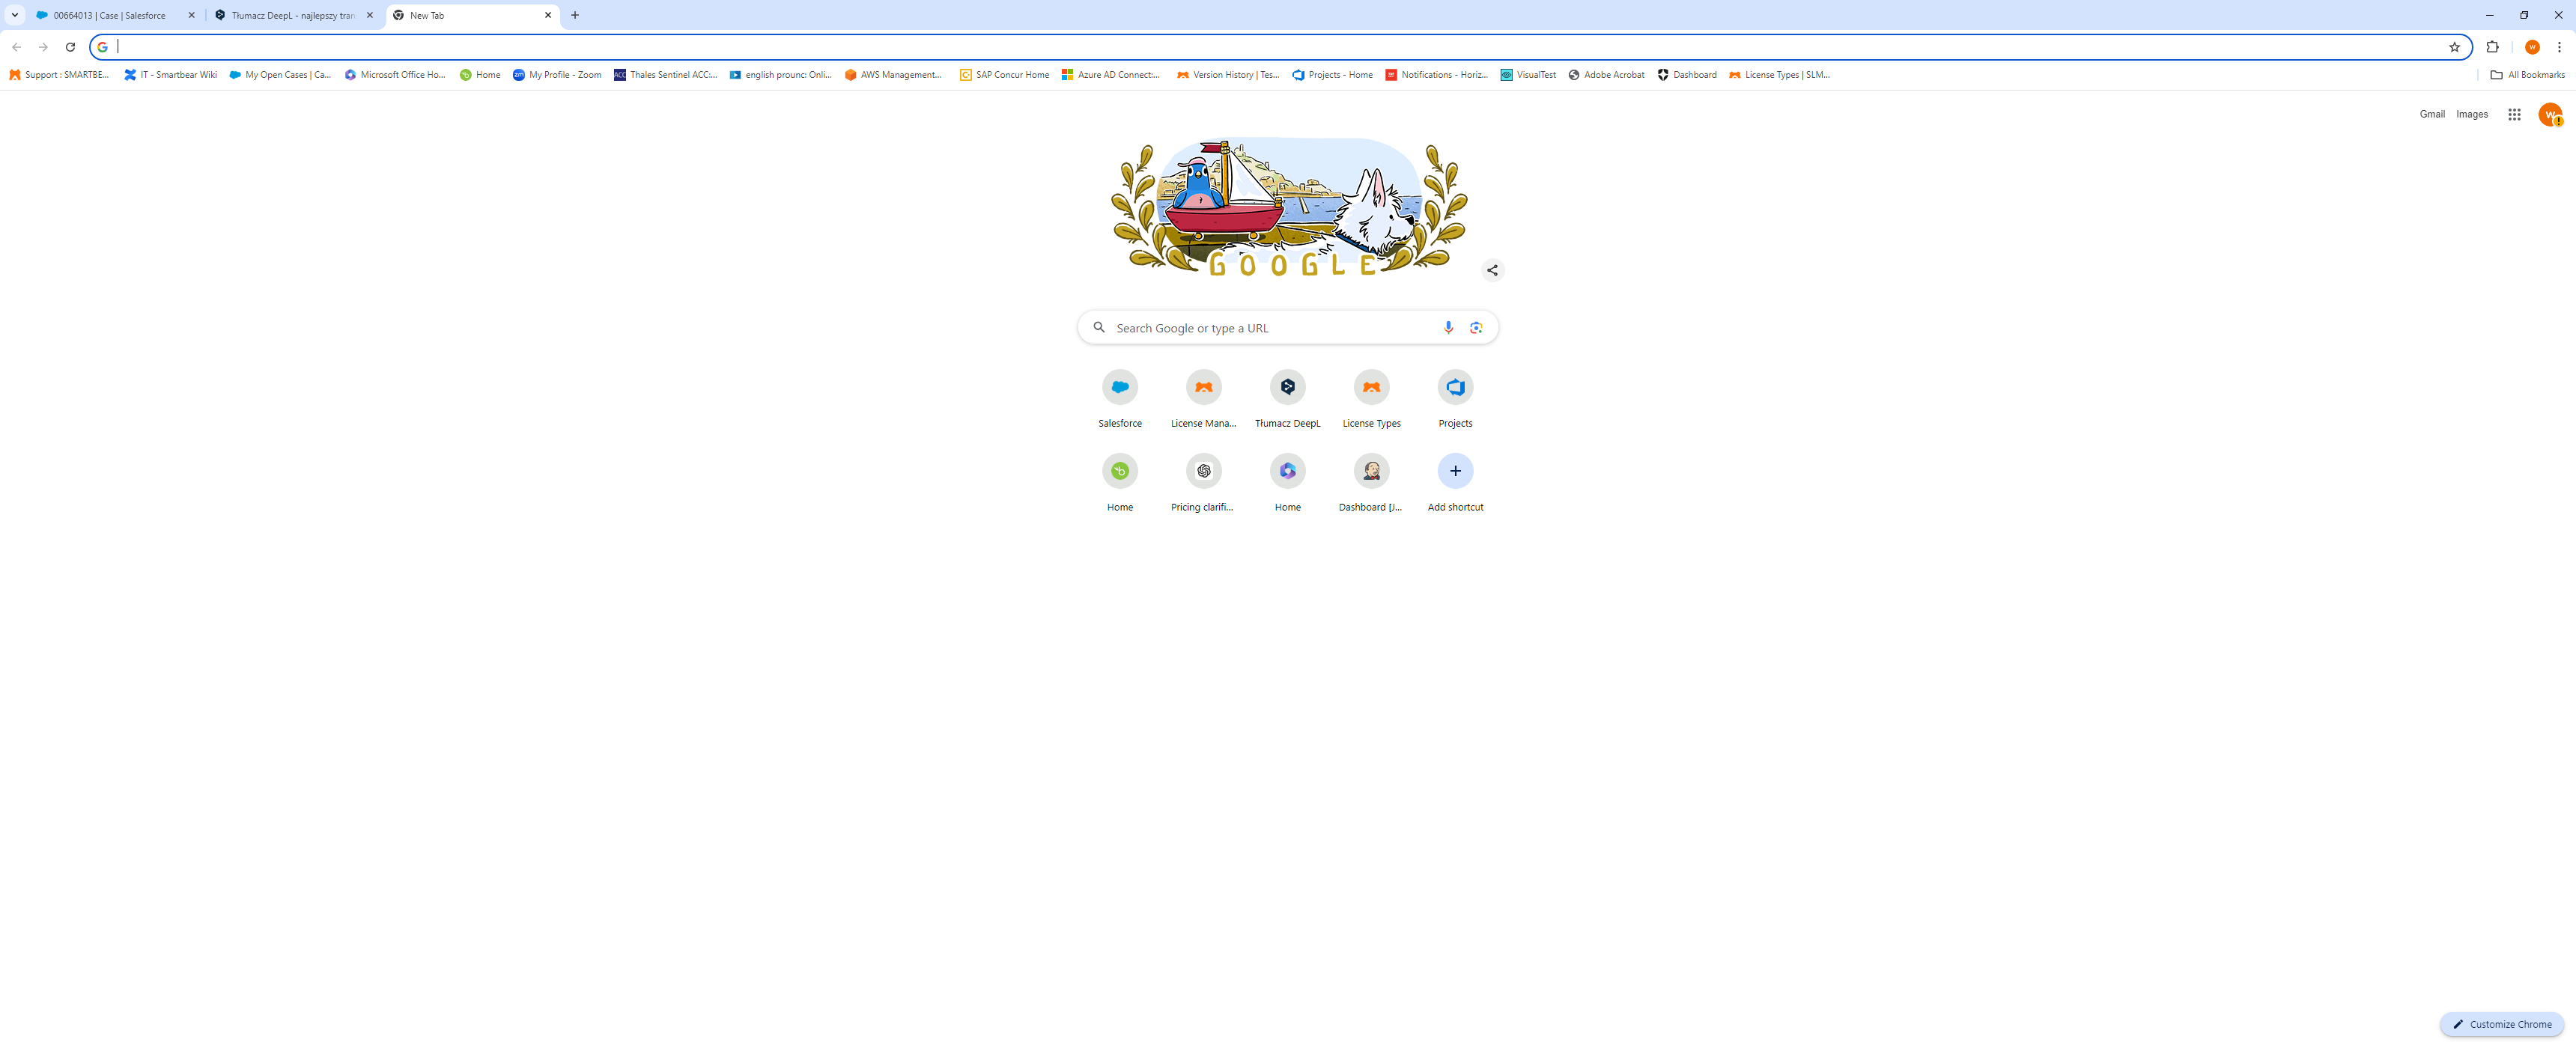 00664013 | Case | Salesforce
Tłumacz DeepL - najlepszy tran
New Tab
Support : SMARTBE...
IT - Smartbear Wiki
My Open Cases | Ca...
Microsoft Office Ho...
Home
zm
My Profile - Zoom
ACC
Thales Sentinel ACC:...
english prounc: Onli...
AWS Management...
SAP Concur Home
Azure AD Connect:...
Version History | Tes...
Projects - Home
Notifications - Horiz...
VisualTest
Adobe Acrobat
Dashboard
License Types | SLM...
All Bookmarks
Gmail
Images
W
GOOGLE
Search Google or type a URL
Salesforce
License Mana...
Tłumacz DeepL
License Types
Projects
Home
Pricing clarifi...
Home
Dashboard [J...
Add shortcut
Customize Chrome